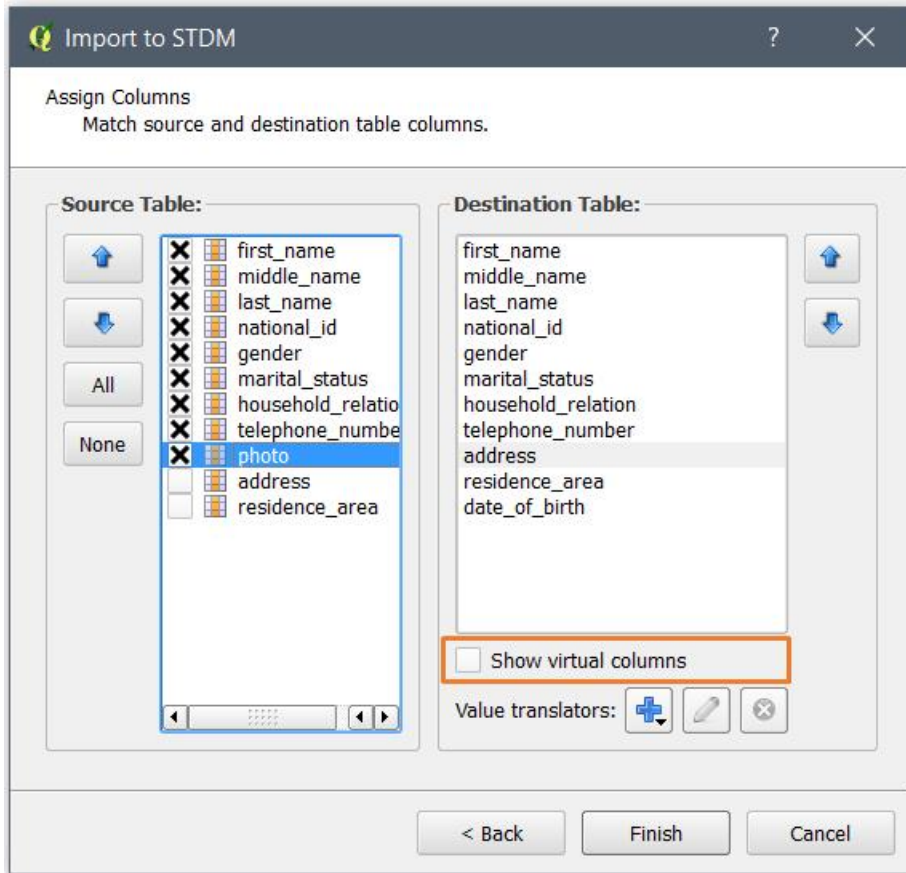 Import to STDM
?
Assign Columns
Match source and destination table columns.
Source Table:
All
None
first_name
middle_name
last_name
national_id
gender
marital_status
household_relatio
telephone_numbe
photo
address
residence_area
Destination Table:
first_name
middle_name
last_name
national_id
gender
marital_status
household_relation
telephone_number
address
residence_area
date_of_birth
Show virtual columns
Value translators:
< Back
Finish
Cancel